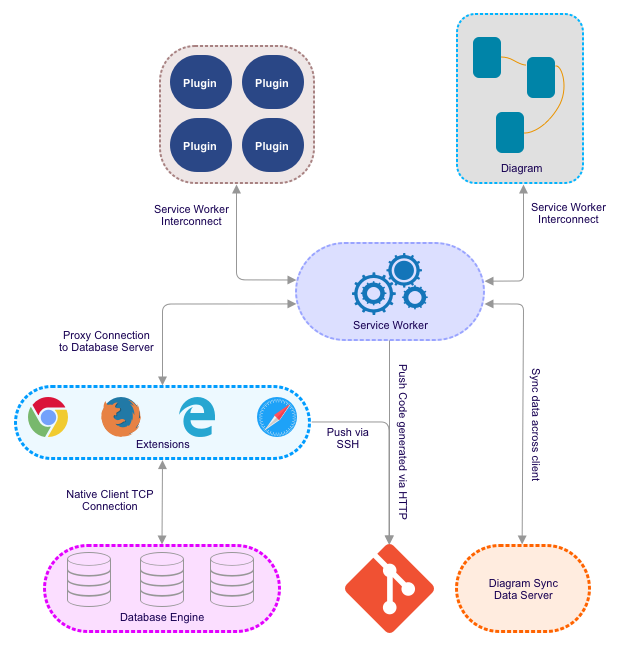 Plugin
Plugin
Plugin
Plugin
Diagram
Service Worker
Interconnect
Service Worker
Interconnect
Service Worker
Proxy Connection
to Database Server
Push Code generated via HTTP
Sync data across client
Extensions
Push via
SSH
Native Client TCP
Connection
Database Engine
Diagram Sync
Data Server